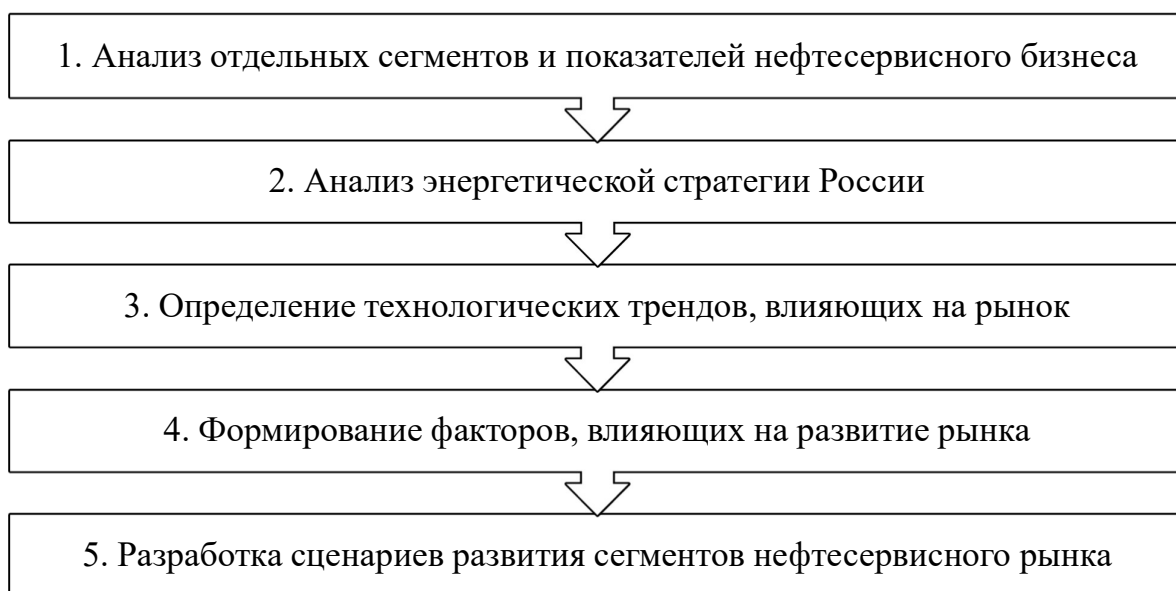 1. Анализ отдельных сегментов и показателей нефтесервисного бизнеса
2. Анализ энергетической стратегии России
3. Определение технологических трендов, влияющих на рынок
4. Формирование факторов, влияющих на развитие рынка
5. Разработка сценариев развития сегментов нефтесервисного рынка